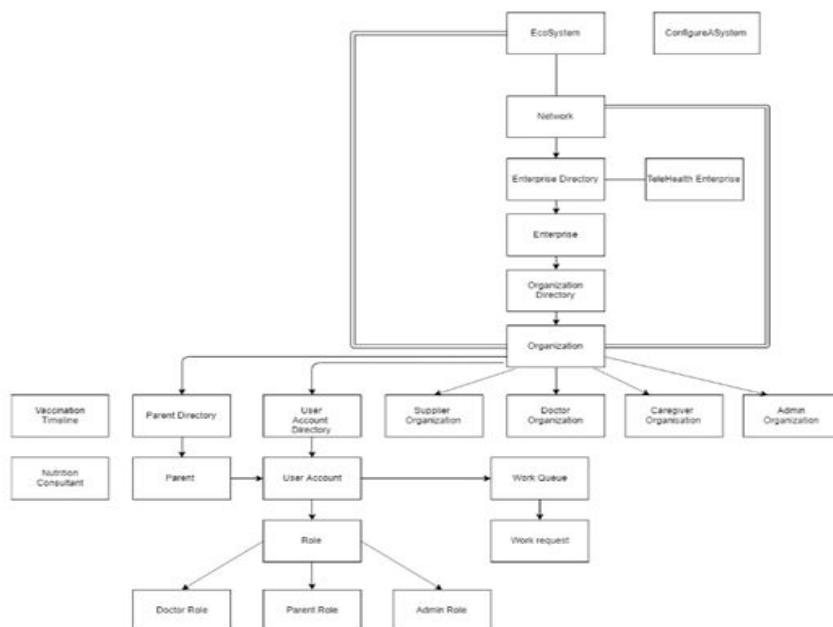 EcoSystem
ConfigureASystem
Network
Enterprise Directory
TeleHealth Enterprise
Enterprise
Organization
Directory
Organization
Vaccination
Timeline
Parent Directory
User
Account
Directory
Supplier
Organization
Doctor
Organization
Caregiver
Organisation
Admin
Organization
Nutrition
Consultant
Parent
User Account
Work Queue
Role
Work request
Doctor Role
Parent Role
Admin Role